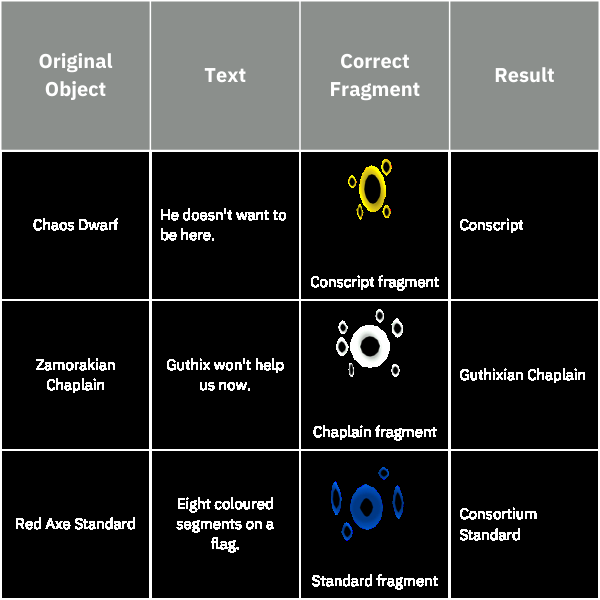 Original
Object
Text
Correct
Fragment
Result
Chaos Dwarf
He doesn't want to
be here.
Conscript fragment
Conscript
Zamorakian
Chaplain
Guthix won't help
us now.
Chaplain fragment
Guthixian Chaplain
Red Axe Standard
Eight coloured
segments on a
flag.
Standard fragment
Consortium
Standard